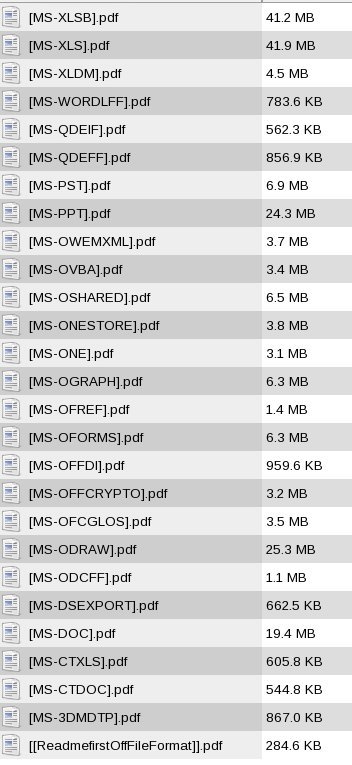 [MS-XLSB].pdf 41.2 MB
[MS-XLS].pdf 41.9 MB
[MS-XLDM].pdf 4.5 MB
[MS-WORDLFF].pdf 783.6 KB
[MS-QDEIF].pdf 562.3 KB
[MS-QDEFF].pdf 856.9 KB
[MS-PST].pdf 6.9 MB
[MS-PPT].pdf 24.3 MB
[MS-OWEMXML].pdf 3.7 MB
[MS-OVBA].pdf 3.4 MB
[MS-OSHARED].pdf 6.5 MB
[MS-ONESTORE].pdf 3.8 MB
[MS-ONE].pdf 3.1 MB
[MS-OGRAPH].pdf 6.3 MB
[MS-OFREF].pdf 1.4 MB
[MS-OFORMS].pdf 6.3 MB
[MS-OFFDI].pdf 959.6 KB
[MS-OFFCRYPTO].pdf 3.2 MB
[MS-OFCGLOS].pdf 3.5 MB
[MS-ODRAW].pdf 25.3 MB
[MS-ODCFF].pdf 1.1 MB
[MS-DSEXPORT].pdf 662.5 KB
[MS-DOC].pdf 19.4 MB
[MS-CTXLS].pdf 605.8 KB
[MS-CTDOC].pdf 544.8 KB
[MS-3DMDTP].pdf 867.0 KB
[[ReadmefirstOffFileFormat]].pdf 284.6 KB